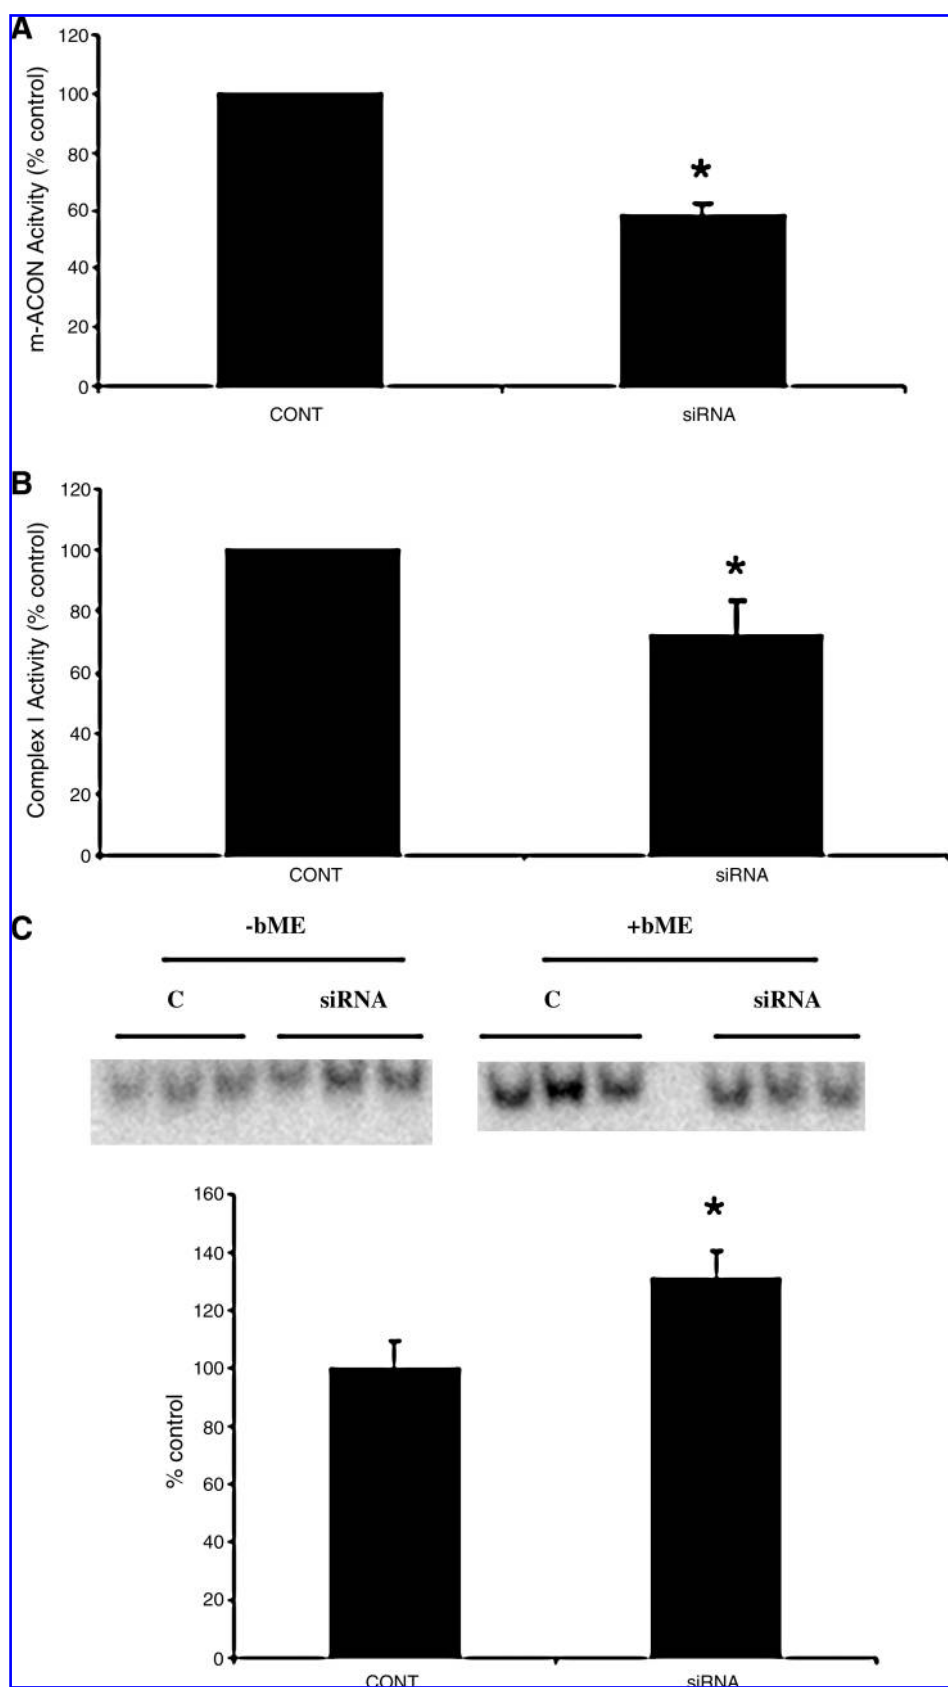 A
120
100
80
60
40
20
0
m-ACON Acitvity (% control)
CONT siRNA
B
120
100
80
60
40
20
0
Complex I Activity (% control)
CONT siRNA
C
-bME +bME
C siRNA C siRNA
160
140
120
100
80
60
40
20
0
% control
CONT siRNA